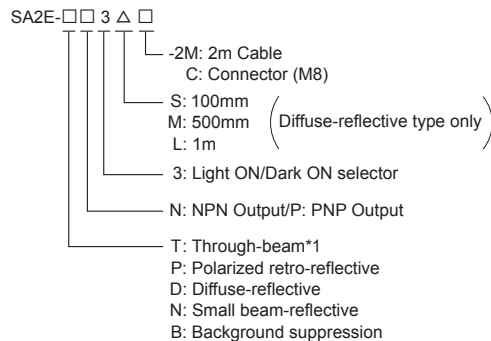 SA2E-□□3△□
-2M: 2m Cable
C: Connector (M8)
S: 100mm
M: 500mm (Diffuse-reflective type only)
L: 1m
3: Light ON/Dark ON selector
N: NPN Output/P: PNP Output
T: Through-beam*1
P: Polarized retro-reflective
D: Diffuse-reflective
N: Small beam-reflective
B: Background suppression